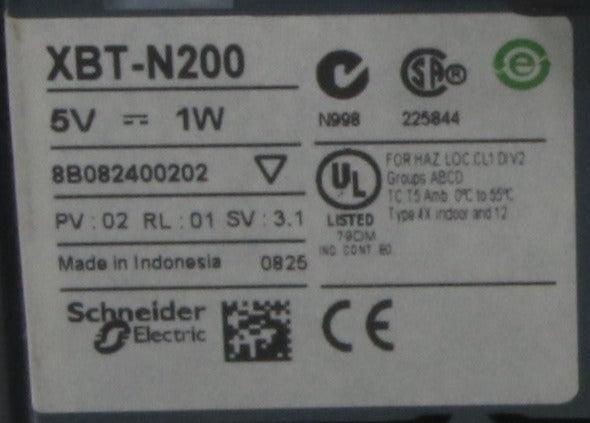 XBT-N200
5V ⎓ 1W
8B082400202
PV : 02 RL : 01 SV : 3.1
Made in Indonesia 0825
Schneider
Electric
N998
SA ®
225844
e
UL
LISTED
79DM
IND. CONT. EQ.
FOR HAZ. LOC. CL1 DIV2
Groups ABCD
TC T5 Amb. 0°C to 55°C
Type 4X indoor and 12
CE